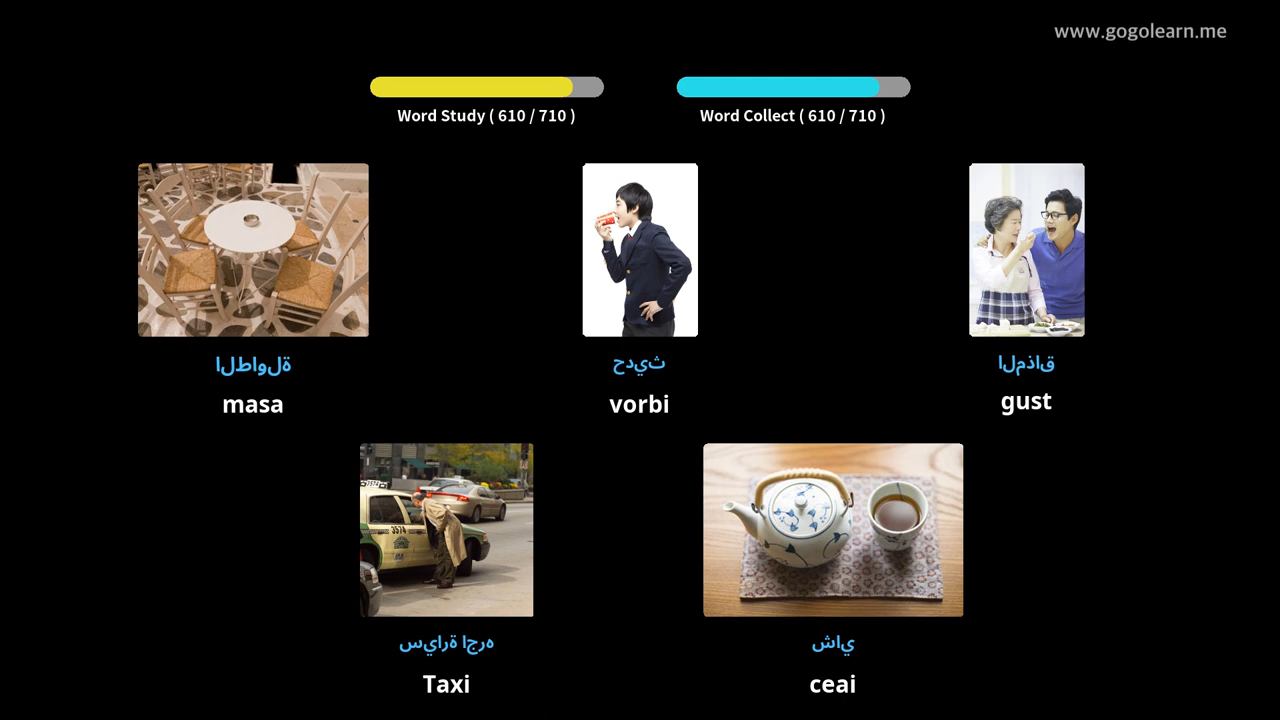 www.gogolearn.me
Word Study ( 610 / 710 )
Word Collect ( 610 / 710 )
الطاولة
حديث
المذاق
masa
vorbi
gust
3574
سيارة اجره
شاي
Taxi
ceai